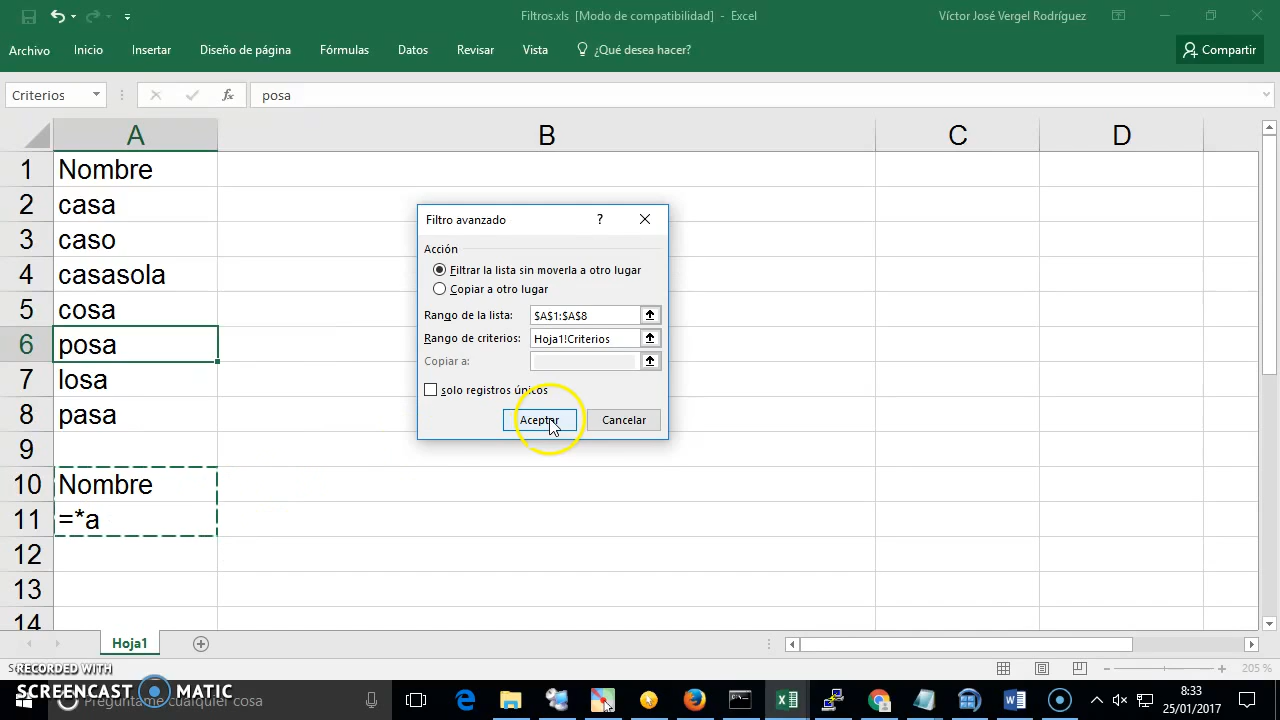 Filtros.xls [Modo de compatibilidad] - Excel
Víctor José Vergel Rodríguez
Archivo Inicio Insertar Diseño de página Fórmulas Datos Revisar Vista ¿Qué desea hacer? Compartir
Criterios fx posa
A B C D
1 Nombre
2 casa
3 caso
4 casasola
5 cosa
6 posa
7 losa
8 pasa
9
10 Nombre
11 =*a
12
13
14
Filtro avanzado ?
Acción
Filtrar la lista sin moverla a otro lugar
Copiar a otro lugar
Rango de la lista: $A$1:$A$8
Rango de criterios: Hoja1!Criterios
Copiar a:
Sólo registros únicos
Aceptar Cancelar
Hoja1
RECORDED WITH
205 %
SCREENCAST MATIC
Pregúntame cualquier cosa
8:33
25/01/2017